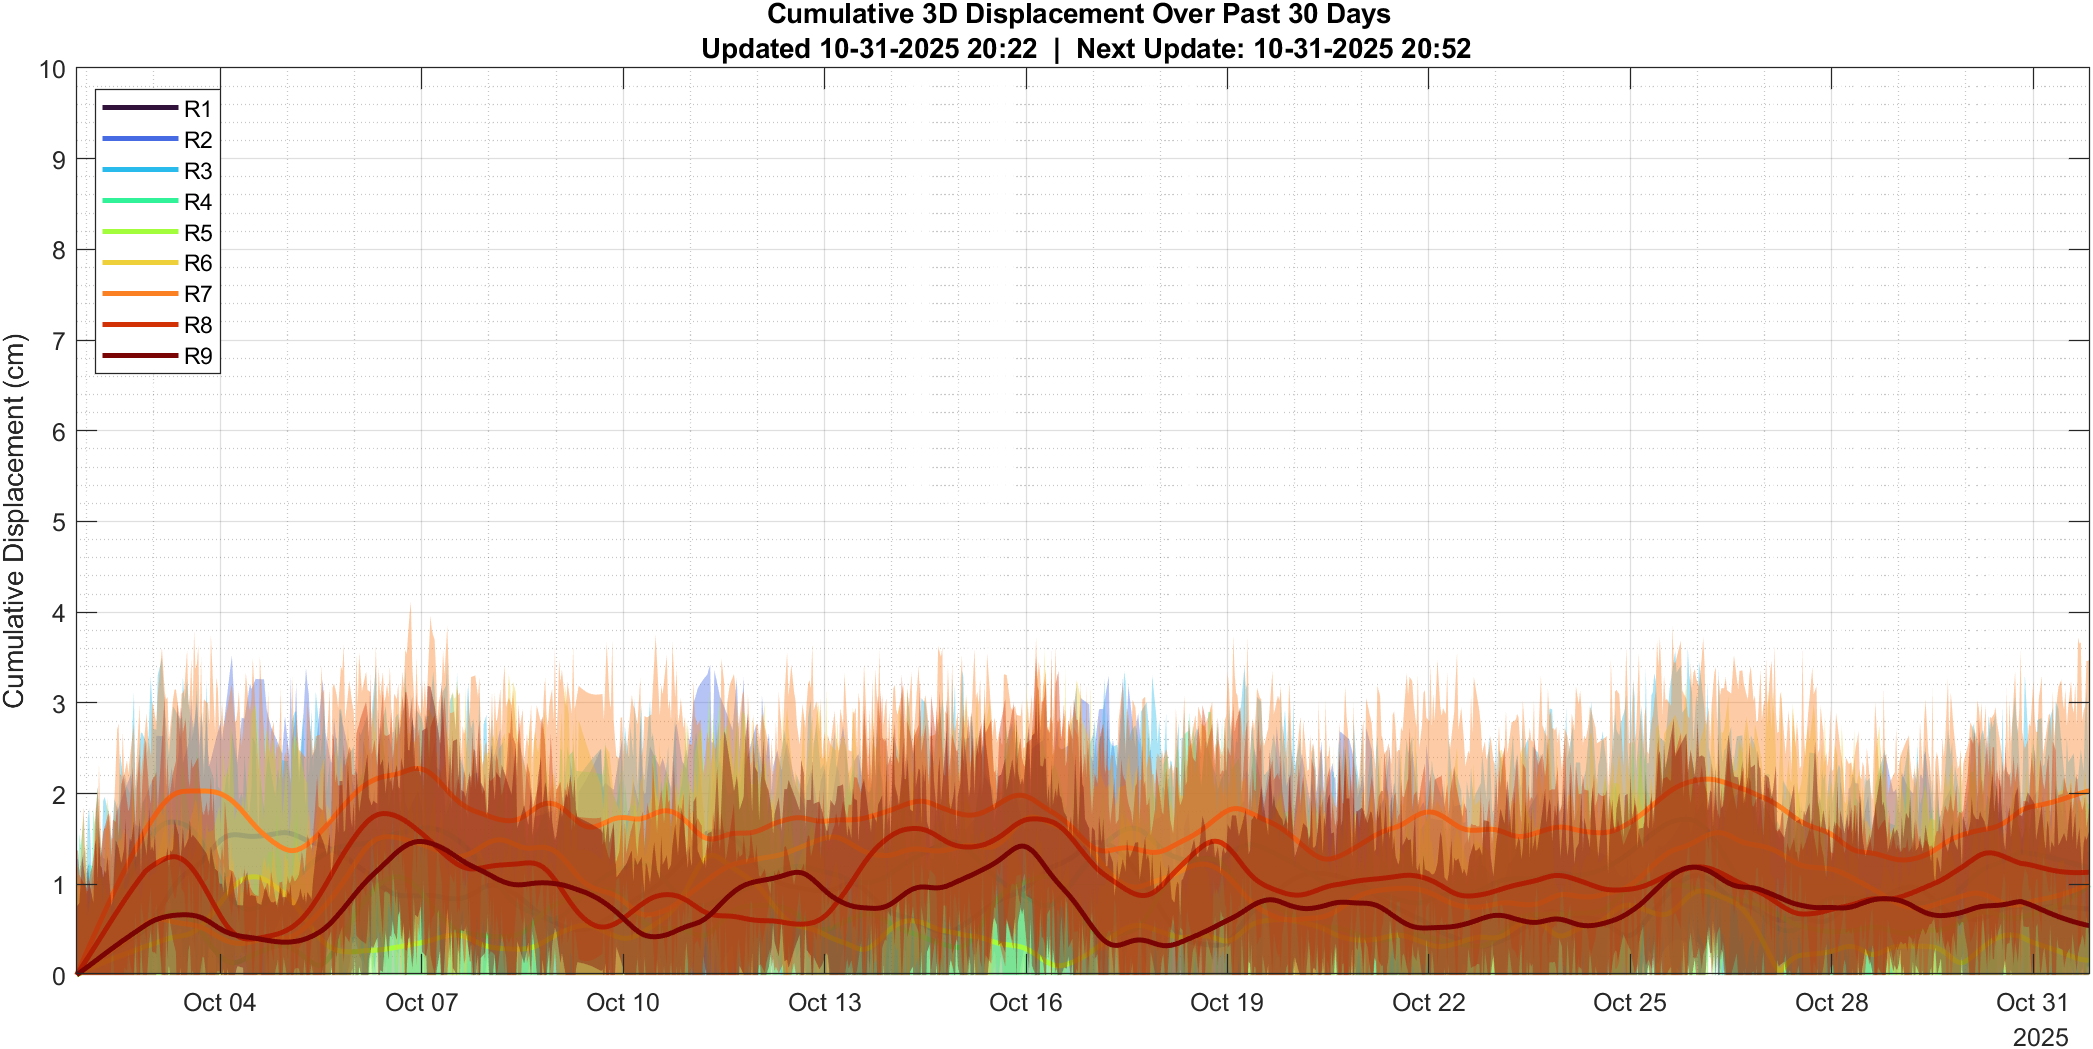 Cumulative 3D Displacement Over Past 30 Days
Updated 10-31-2025 20:22 | Next Update: 10-31-2025 20:52
Cumulative Displacement (cm)
10
9
8
7
6
5
4
3
2
1
0
R1
R2
R3
R4
R5
R6
R7
R8
R9
Oct 04 Oct 07 Oct 10 Oct 13 Oct 16 Oct 19 Oct 22 Oct 25 Oct 28 Oct 31
2025